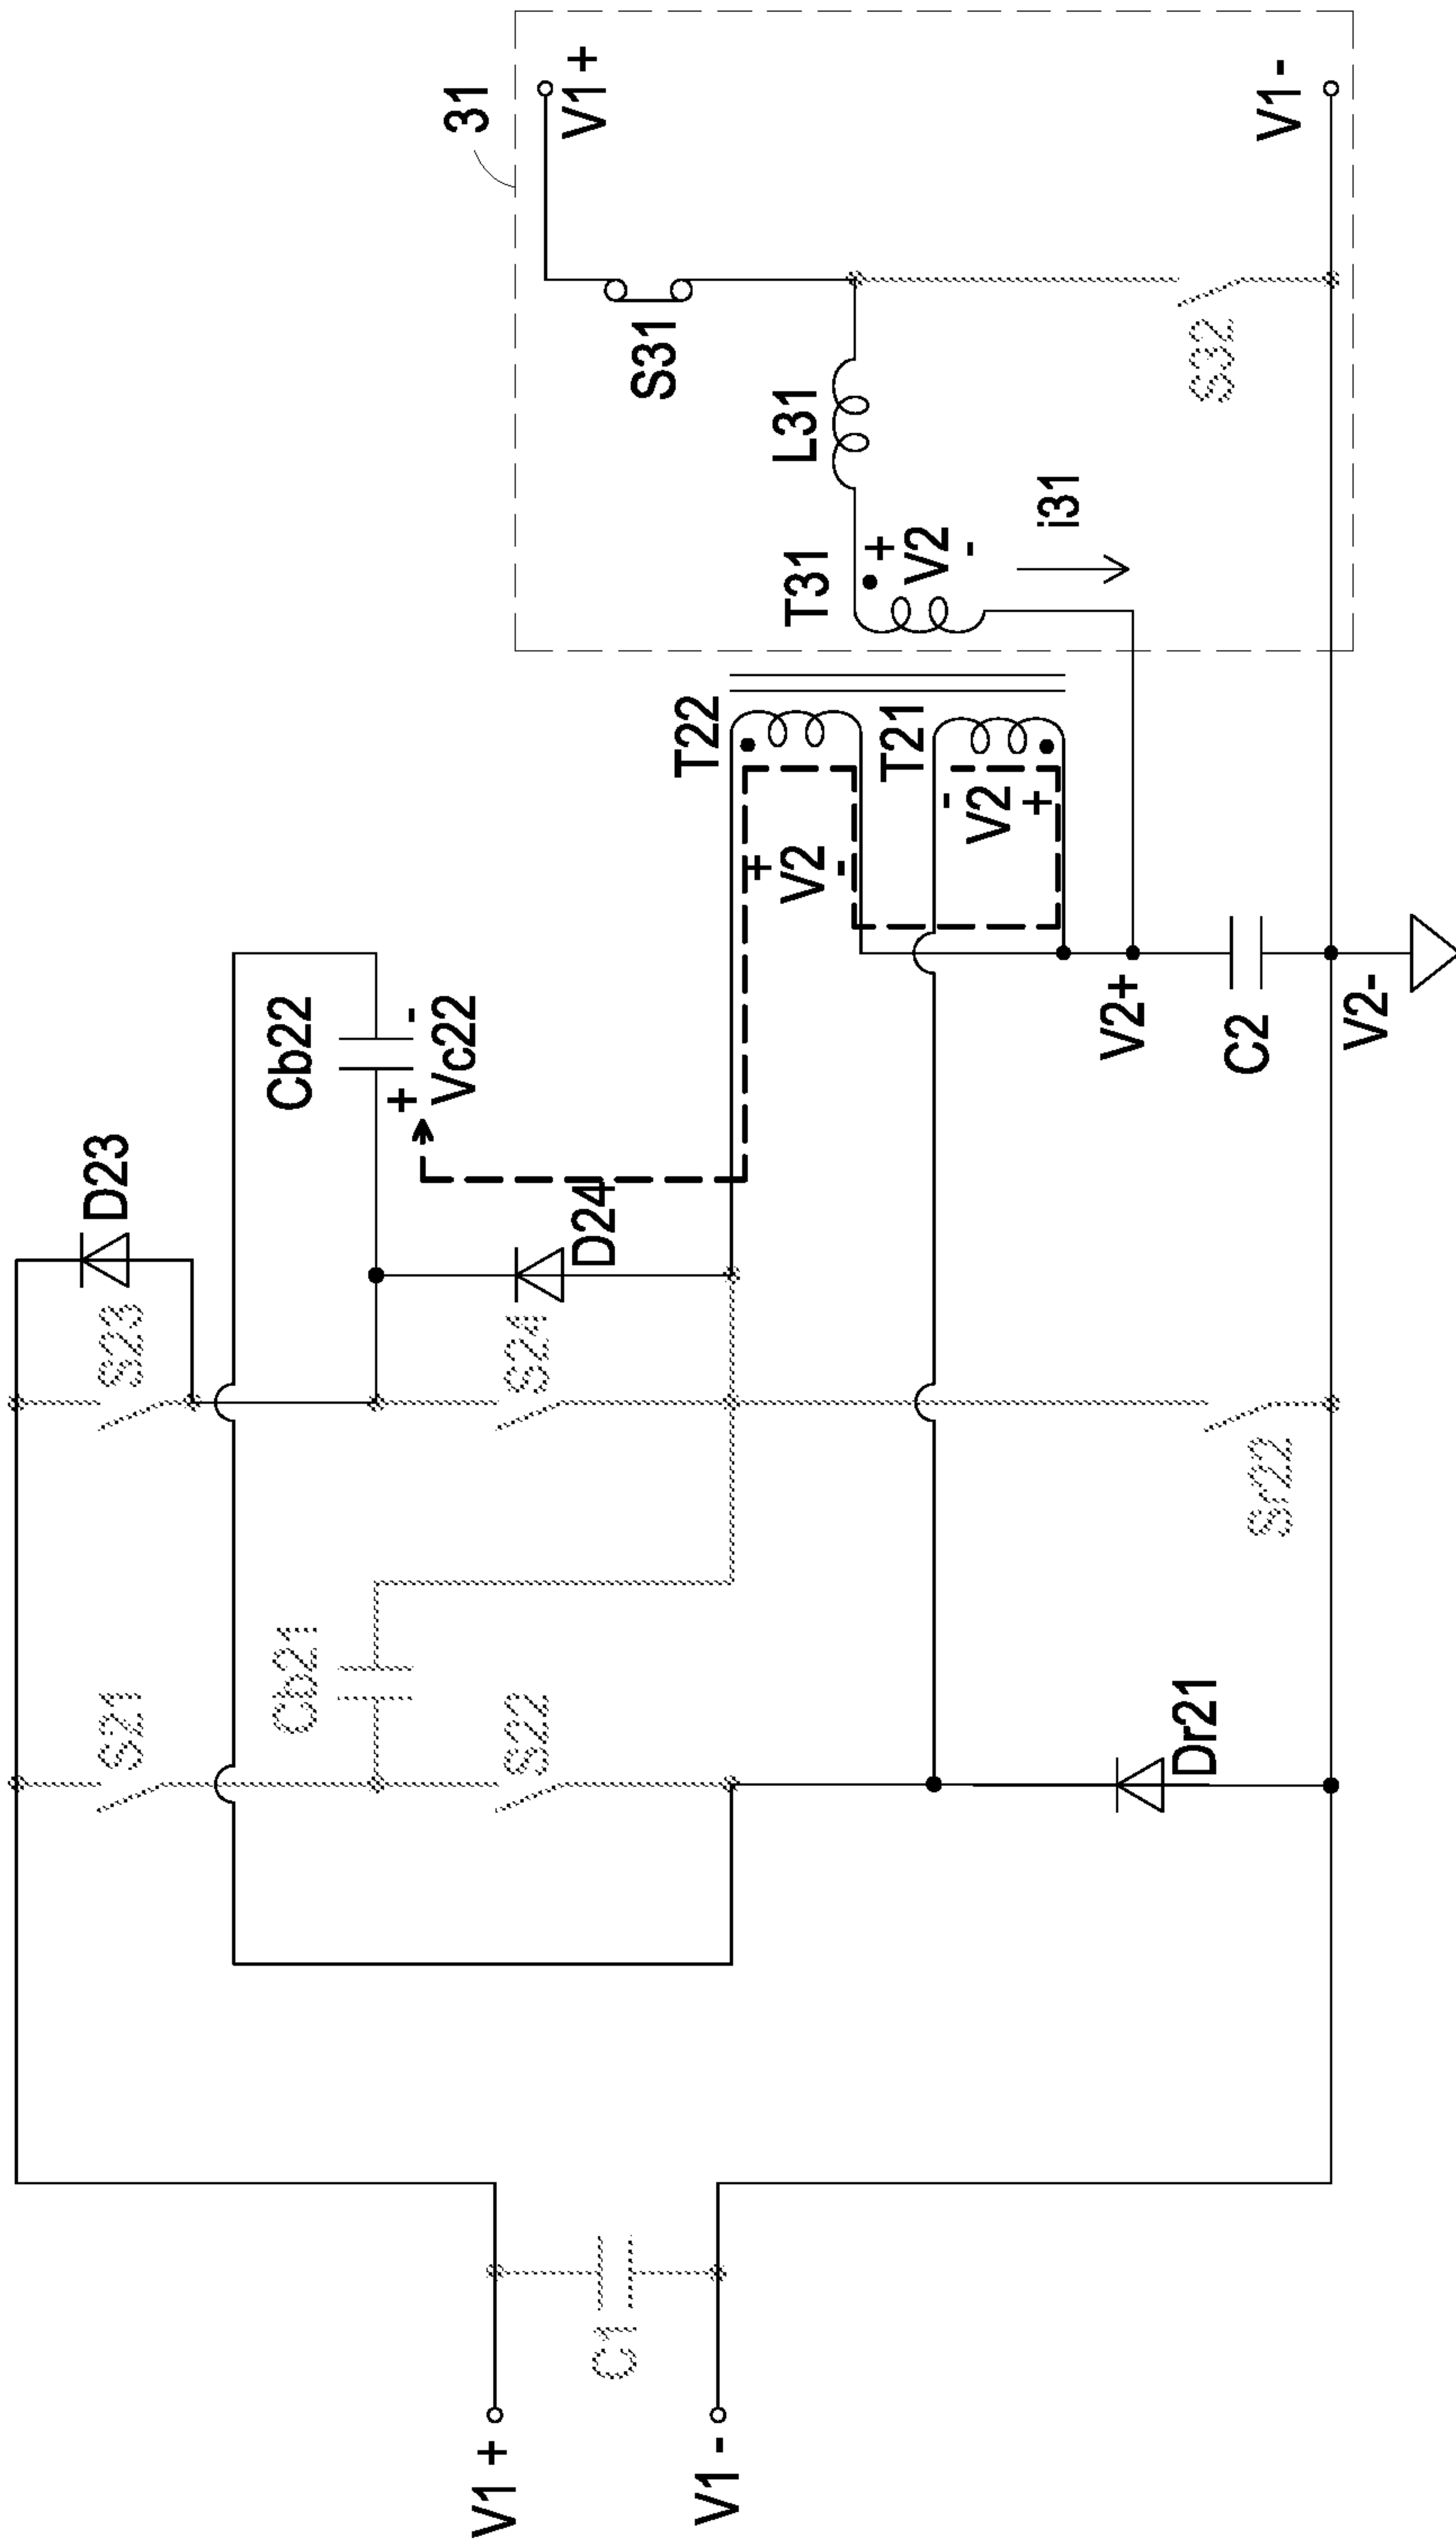 31
V1 +
V1 -
S31
S32
L31
T31
+
V2
-
i31
T22
T21
+
V2
-
-
V2
+
V2+
C2
V2-
Cb22
+
-
Vc22
D23
D24
S23
S24
Sr22
Cb21
S21
S22
Dr21
C1
V1 +
V1 -